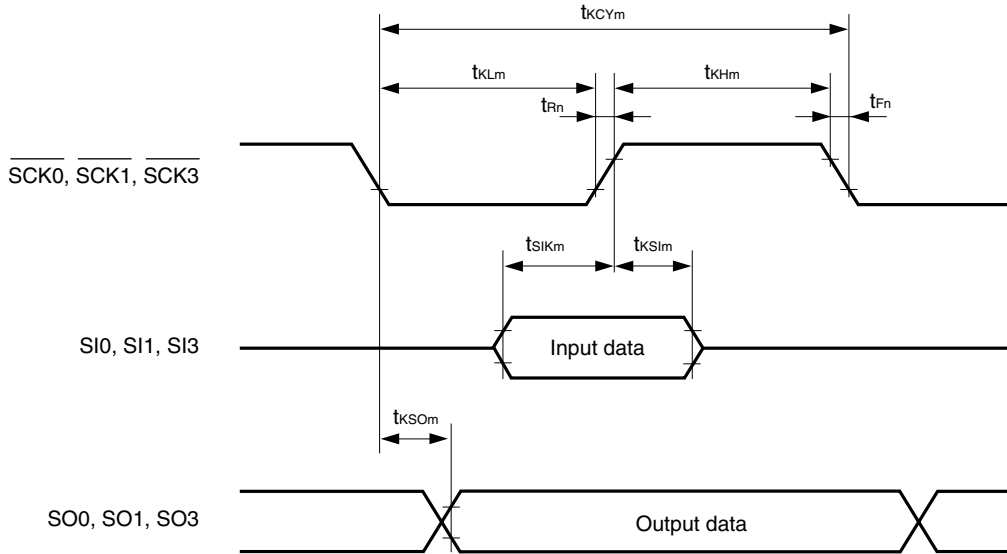 tKCYm
tKLm
tKHm
tRn
tFn
SCK0, SCK1, SCK3
tSIKm
tKSIm
SI0, SI1, SI3
Input data
tKSOm
SO0, SO1, SO3
Output data